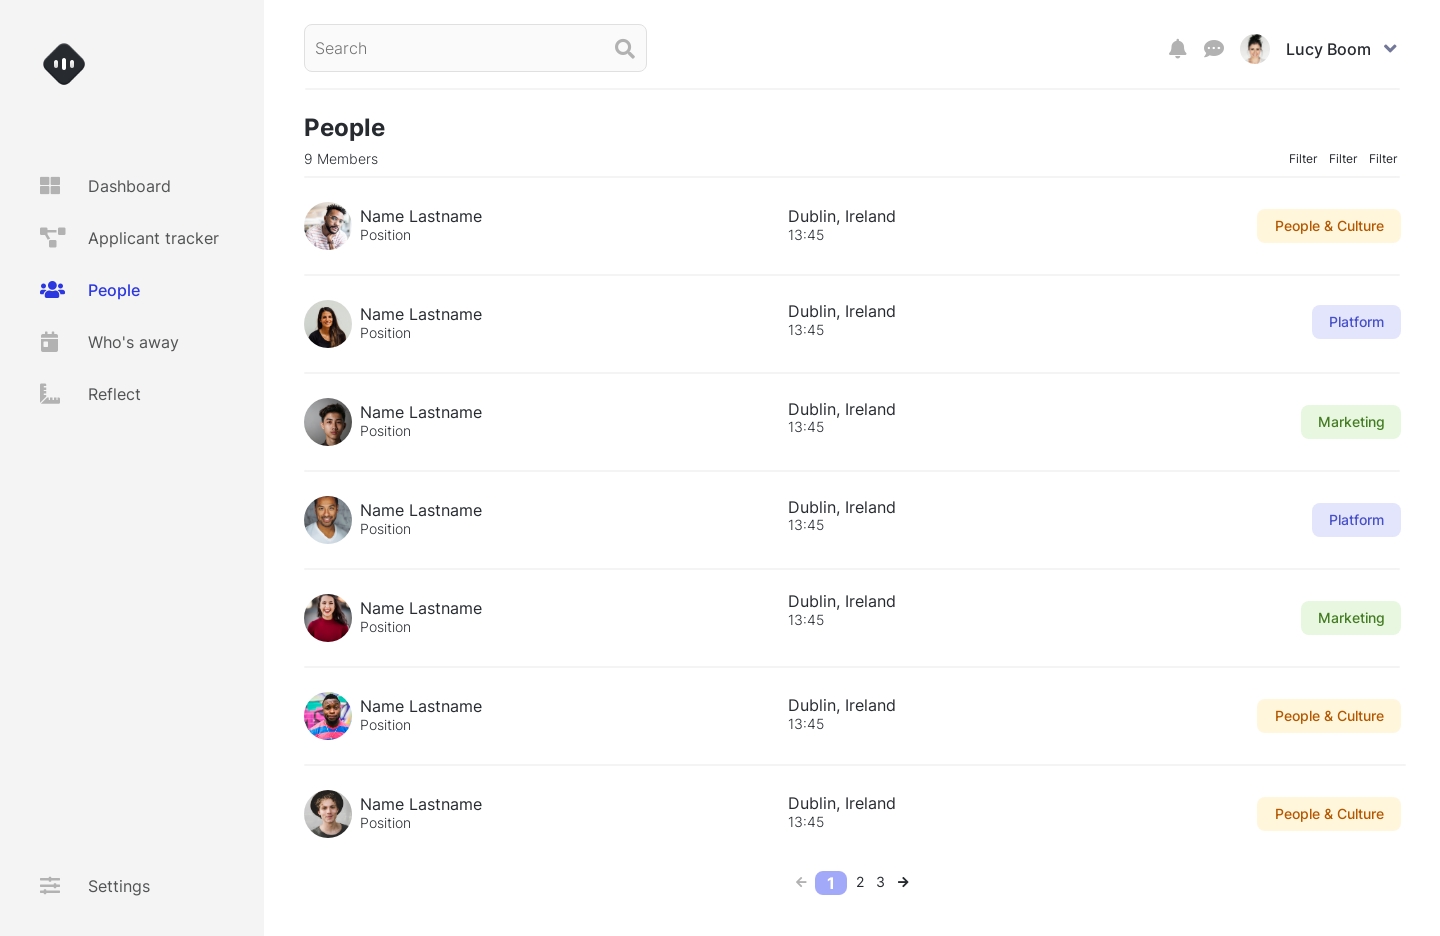 Search
Lucy Boom
People
9 Members
Filter Filter Filter
Dashboard
Applicant tracker
People
Who's away
Reflect
Settings
Name Lastname
Position
Dublin, Ireland
13:45
People & Culture
Name Lastname
Position
Dublin, Ireland
13:45
Platform
Name Lastname
Position
Dublin, Ireland
13:45
Marketing
Name Lastname
Position
Dublin, Ireland
13:45
Platform
Name Lastname
Position
Dublin, Ireland
13:45
Marketing
Name Lastname
Position
Dublin, Ireland
13:45
People & Culture
Name Lastname
Position
Dublin, Ireland
13:45
People & Culture
1 2 3